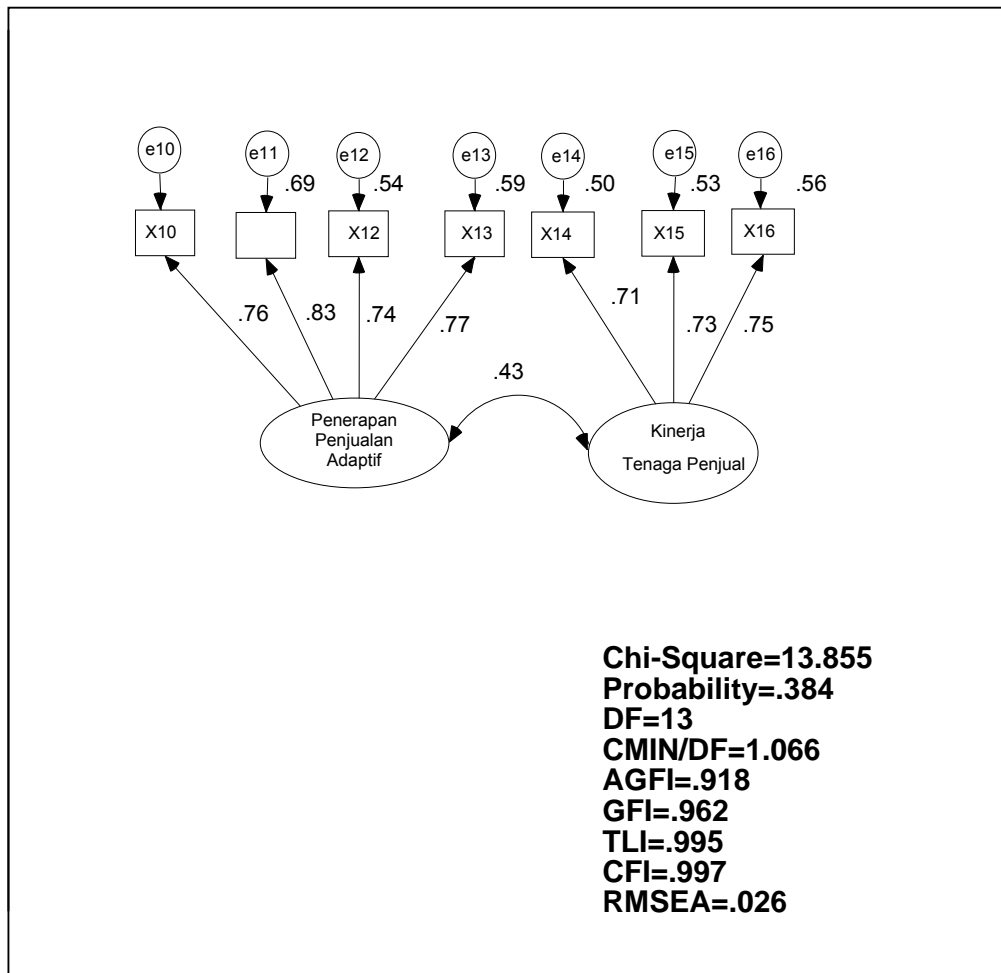 e10
e11
e12
e13
e14
e15
e16
.69
.54
.59
.50
.53
.56
X10
X12
X13
X14
X15
X16
.76
.83
.74
.77
.71
.73
.75
.43
Penerapan
Penjualan
Adaptif
Kinerja
Tenaga Penjual
Chi-Square=13.855
Probability=.384
DF=13
CMIN/DF=1.066
AGFI=.918
GFI=.962
TLI=.995
CFI=.997
RMSEA=.026